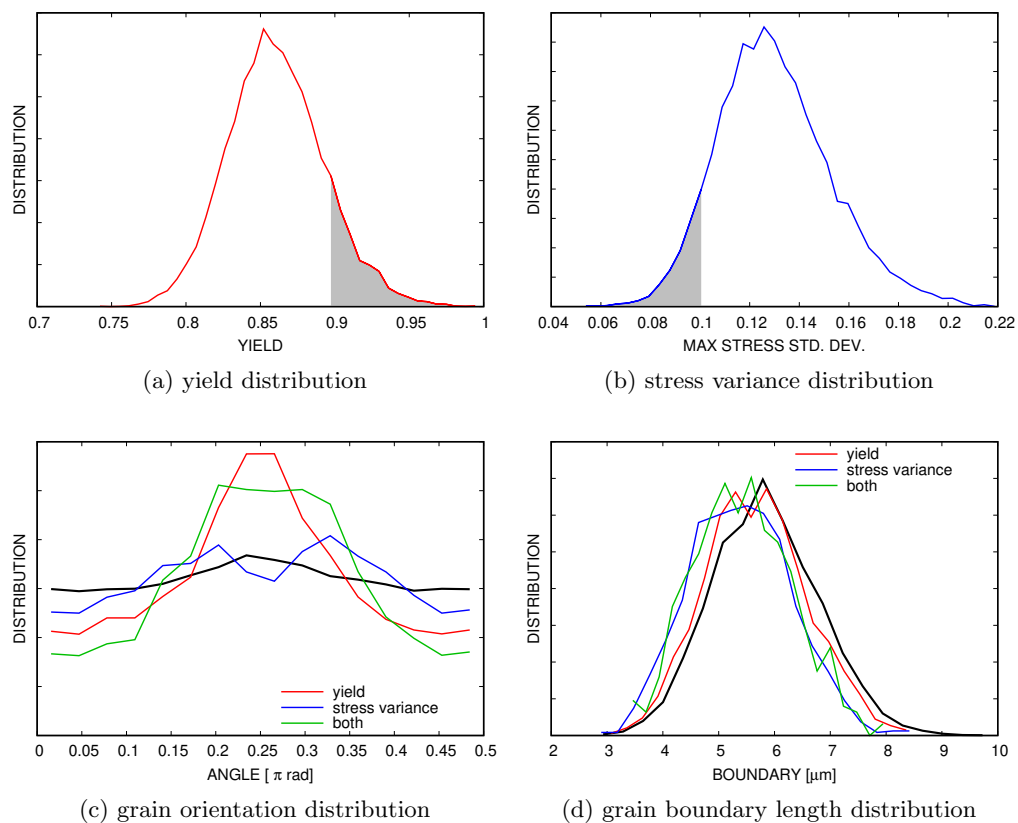 DISTRIBUTION
0.7 0.75 0.8 0.85 0.9 0.95 1
YIELD
(a) yield distribution
DISTRIBUTION
0.04 0.06 0.08 0.1 0.12 0.14 0.16 0.18 0.2 0.22
MAX STRESS STD. DEV.
(b) stress variance distribution
DISTRIBUTION
yield
stress variance
both
0 0.05 0.1 0.15 0.2 0.25 0.3 0.35 0.4 0.45 0.5
ANGLE [ π rad]
(c) grain orientation distribution
DISTRIBUTION
yield
stress variance
both
2 3 4 5 6 7 8 9 10
BOUNDARY [μm]
(d) grain boundary length distribution